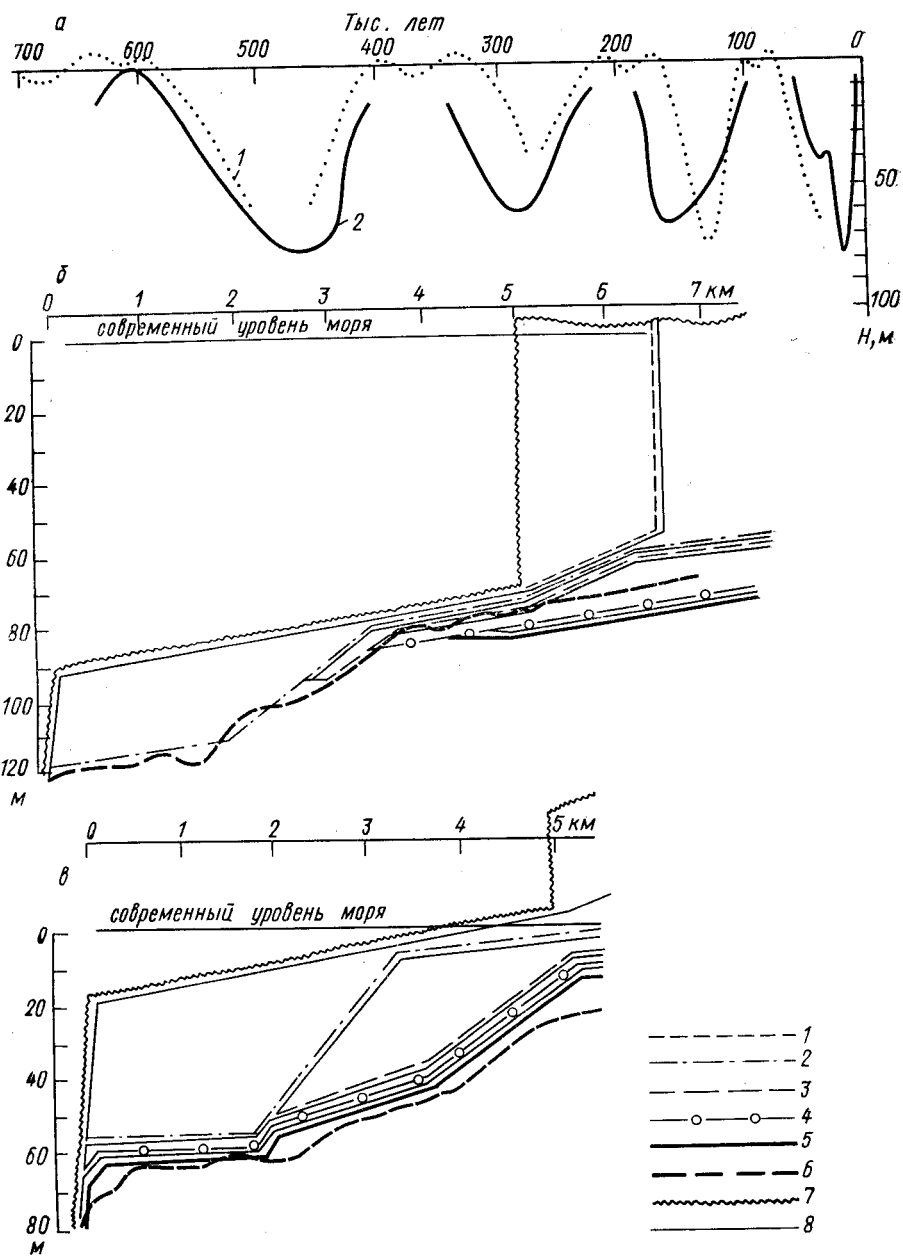 а
Тыс. лет
700 600 500 400 300 200 100 0
1
2
50
100
H, м
б
0 1 2 3 4 5 6 7 км
современный уровень моря
0
20
40
60
80
100
120
м
0 1 2 3 4 5 км
в
современный уровень моря
0
20
40
60
80
м
1
2
3
4
5
6
7
8